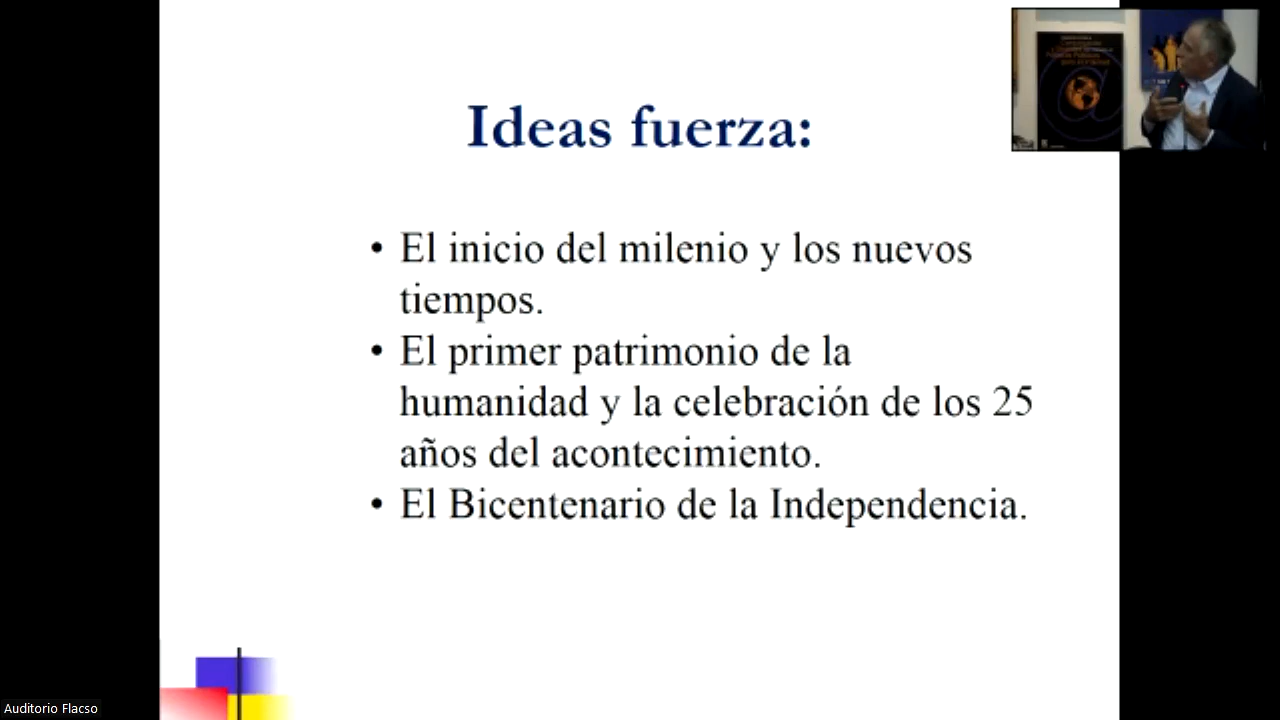 Ideas fuerza:
• El inicio del milenio y los nuevos
tiempos.
• El primer patrimonio de la
humanidad y la celebración de los 25
años del acontecimiento.
• El Bicentenario de la Independencia.
Auditorio Flacso